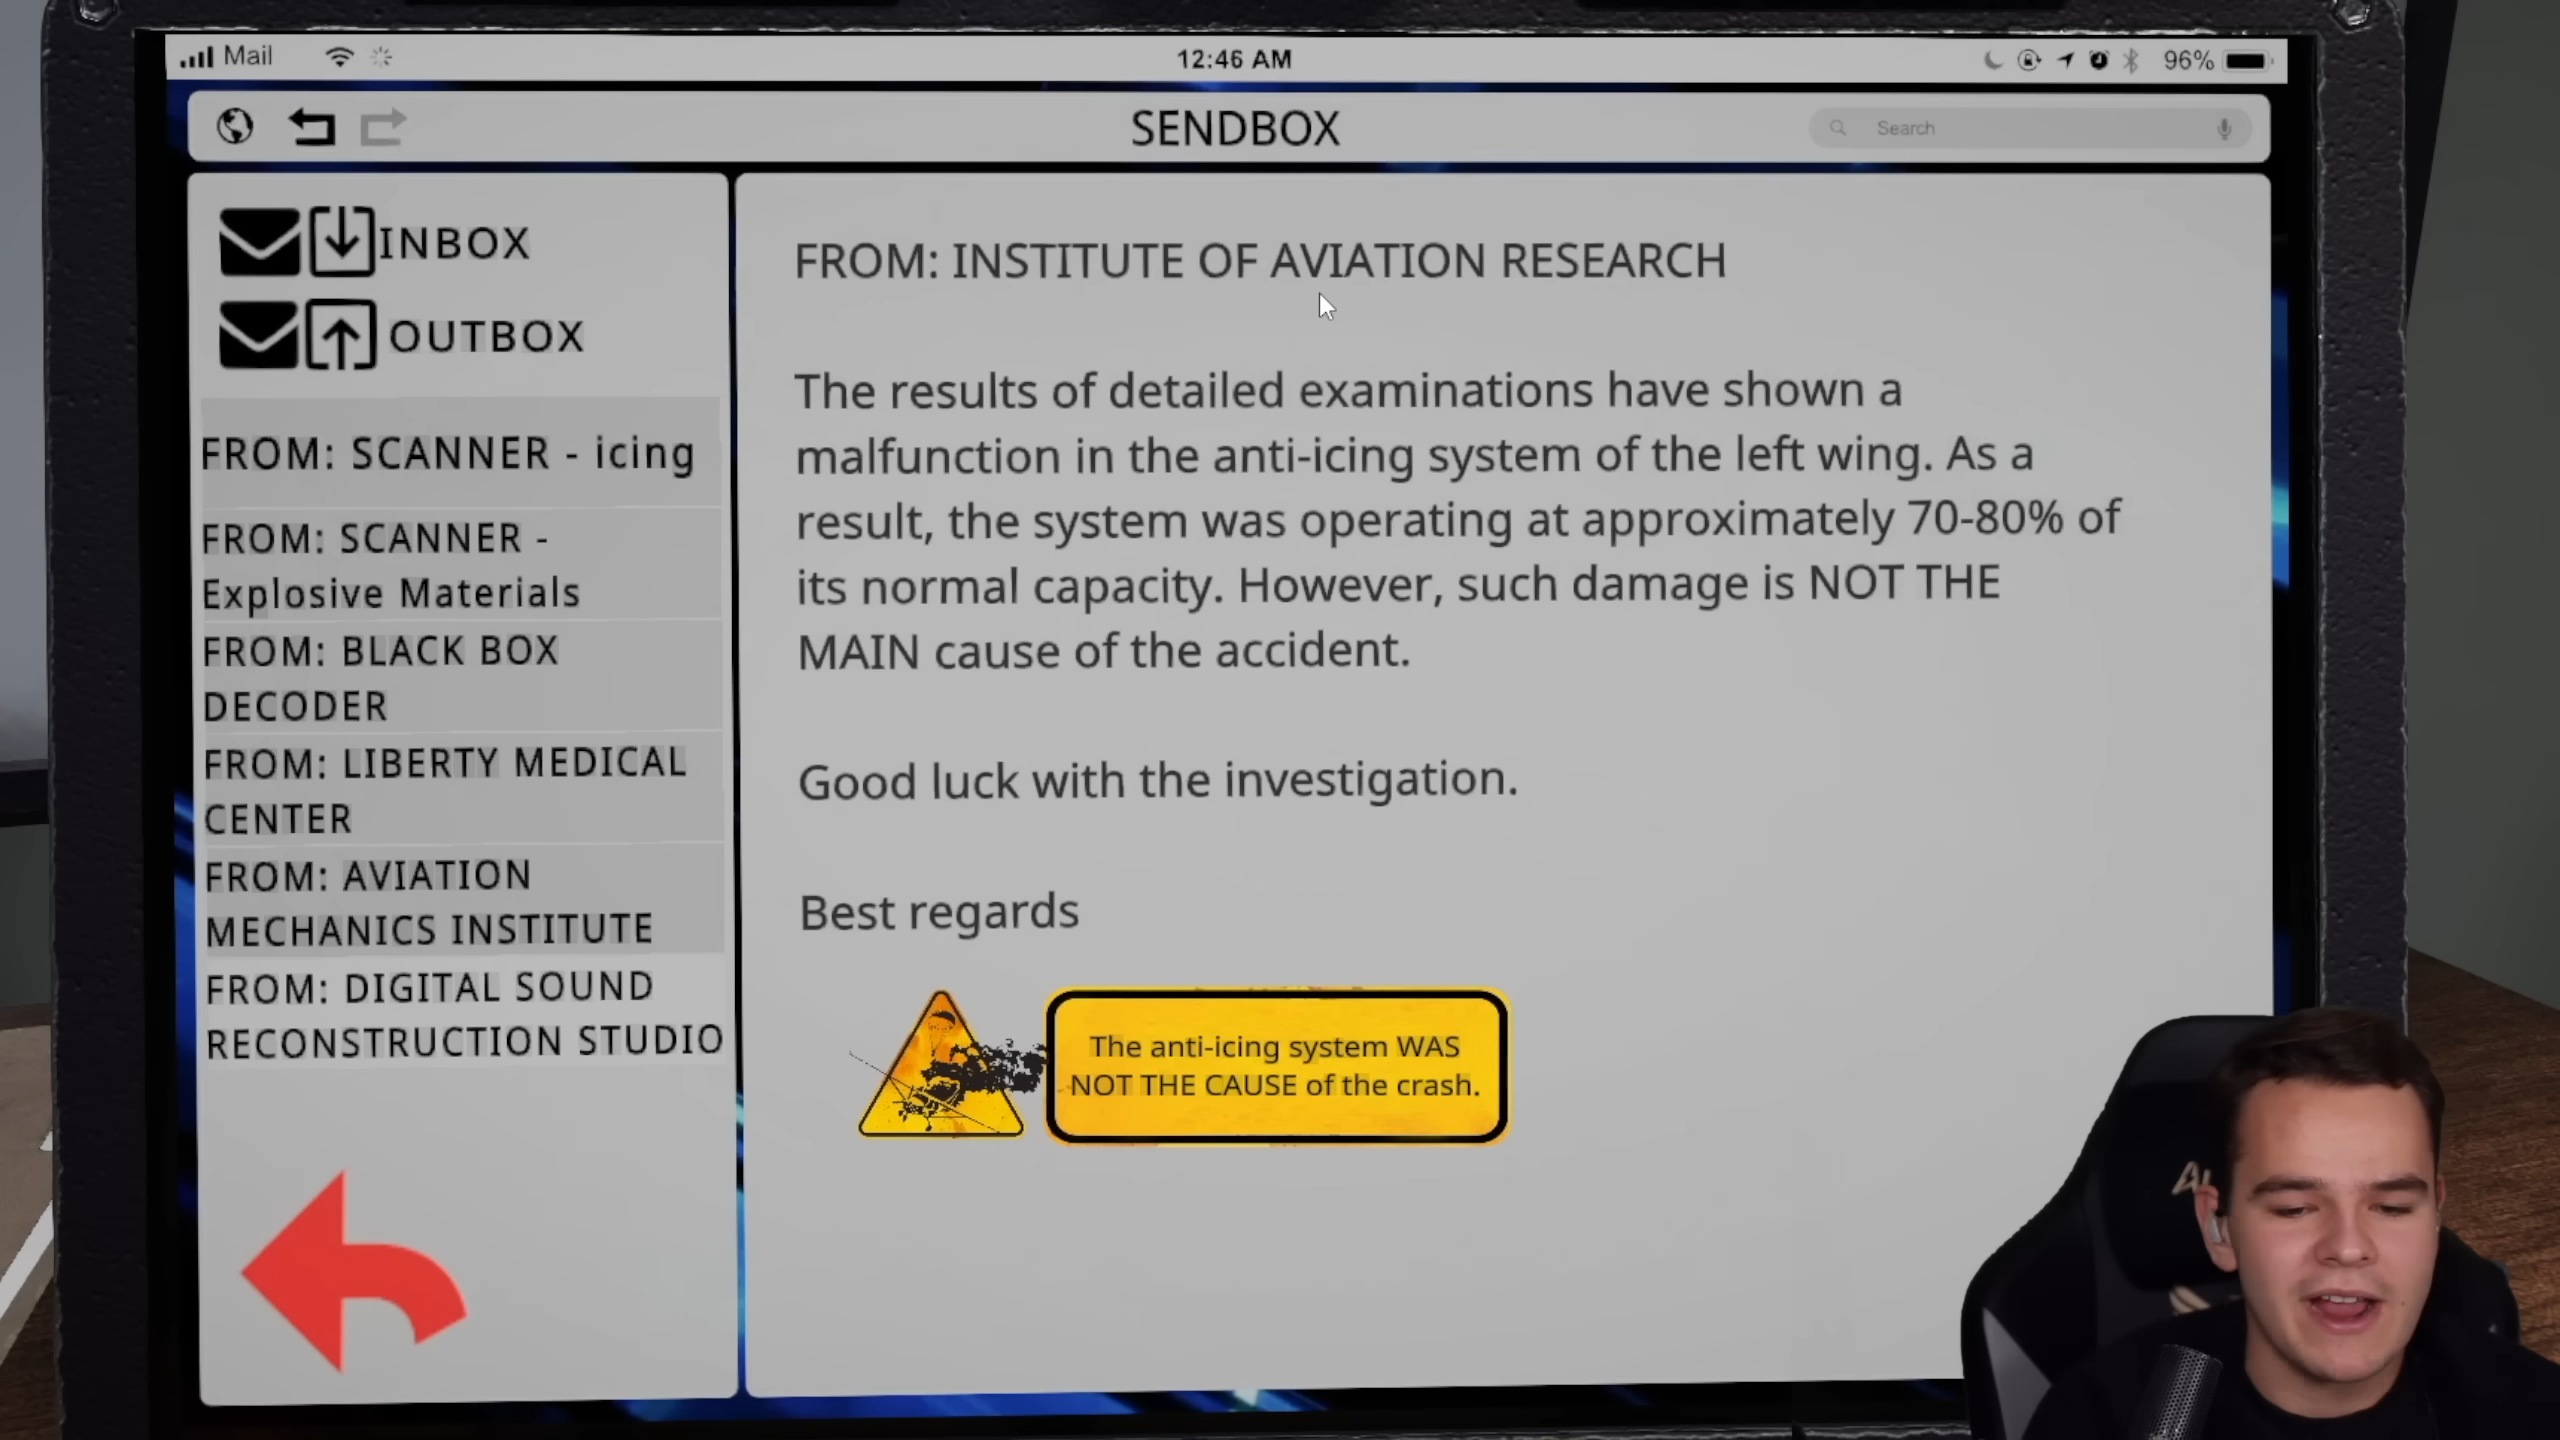 Mail
12:46 AM
96%
SENDBOX
Search
INBOX
OUTBOX
FROM: SCANNER - icing
FROM: SCANNER -
Explosive Materials
FROM: BLACK BOX
DECODER
FROM: LIBERTY MEDICAL
CENTER
FROM: AVIATION
MECHANICS INSTITUTE
FROM: DIGITAL SOUND
RECONSTRUCTION STUDIO
FROM: INSTITUTE OF AVIATION RESEARCH
The results of detailed examinations have shown a
malfunction in the anti-icing system of the left wing. As a
result, the system was operating at approximately 70-80% of
its normal capacity. However, such damage is NOT THE
MAIN cause of the accident.
Good luck with the investigation.
Best regards
The anti-icing system WAS
NOT THE CAUSE of the crash.